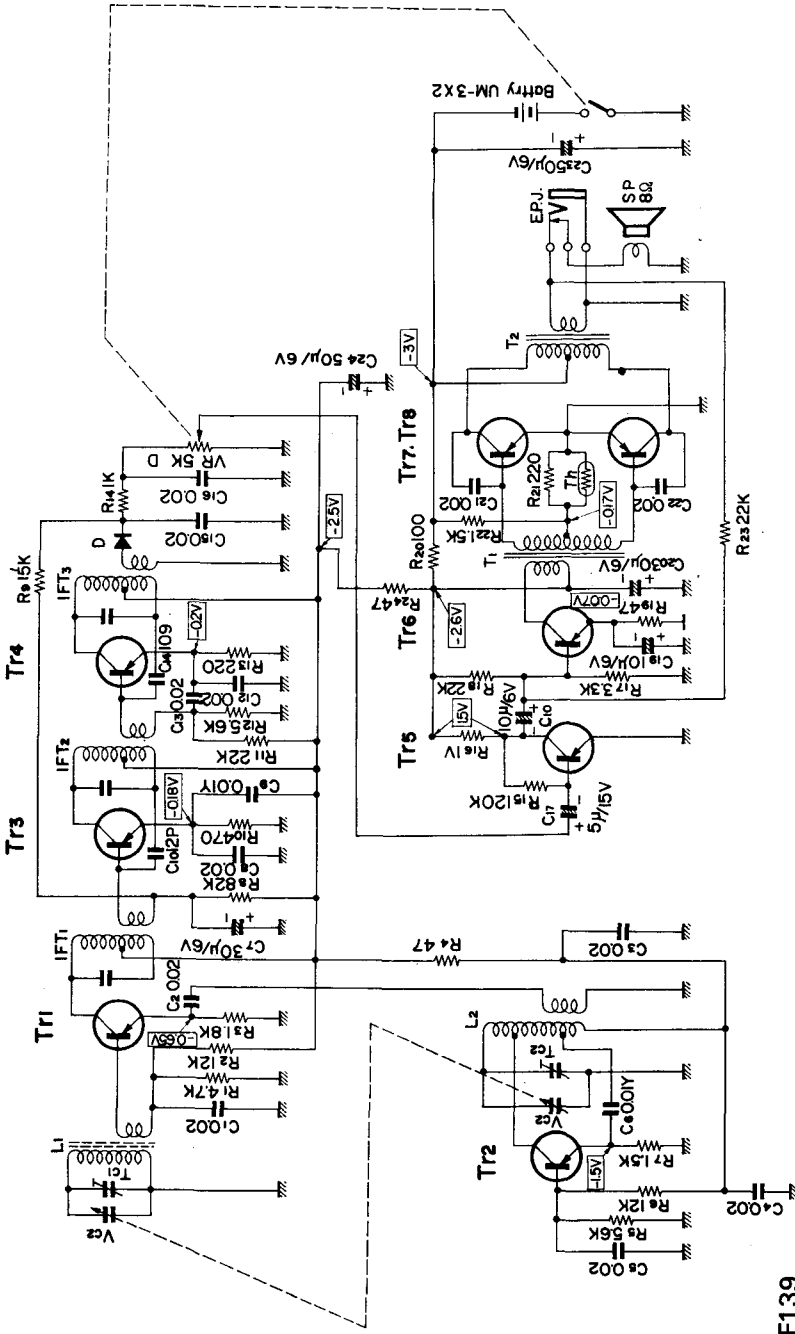 Tr1
Tr3
Tr4
L1
VC2
TC1
C1 0.02
R1 4.7K
R2 12K
R3 1.8K
-0.65V
C2 0.02
IFT1
C7 30μ/6V
R8 82K
C8 0.02
R10 470
C9 0.01Y
-0.18V
C10 12P
IFT2
R11 22K
R12 5.6K
C13 0.02
C12 0.02
R13 220
-0.2V
C14 109
IFT3
R9 15K
D
C15 0.02
R14 1K
C16 0.02
VR 5K D
-2.5V
C24 50μ/6V
R4 47
C3 0.02
L2
Tr2
VC2
TC2
C6 0.01Y
-1.5V
R7 1.5K
R6 12K
R5 5.6K
C5 0.02
C4 0.02
Tr5
Tr6
Tr7. Tr8
C17
5μ/15V
R15 120K
R16 1V
1.5V
10μ/6V
C10
R18 22K
R17 3.3K
-2.6V
R24 47
R20 100
C19 10μ/6V
R19 47
-0.07V
C20 30μ/6V
T1
R22 1.5K
-0.17V
R21 220
Th
C21 0.02
C22 0.02
T2
-3V
R23 22K
E.P.J.
S P
8Ω
C23 50μ/6V
Battry UM-3X2
F139